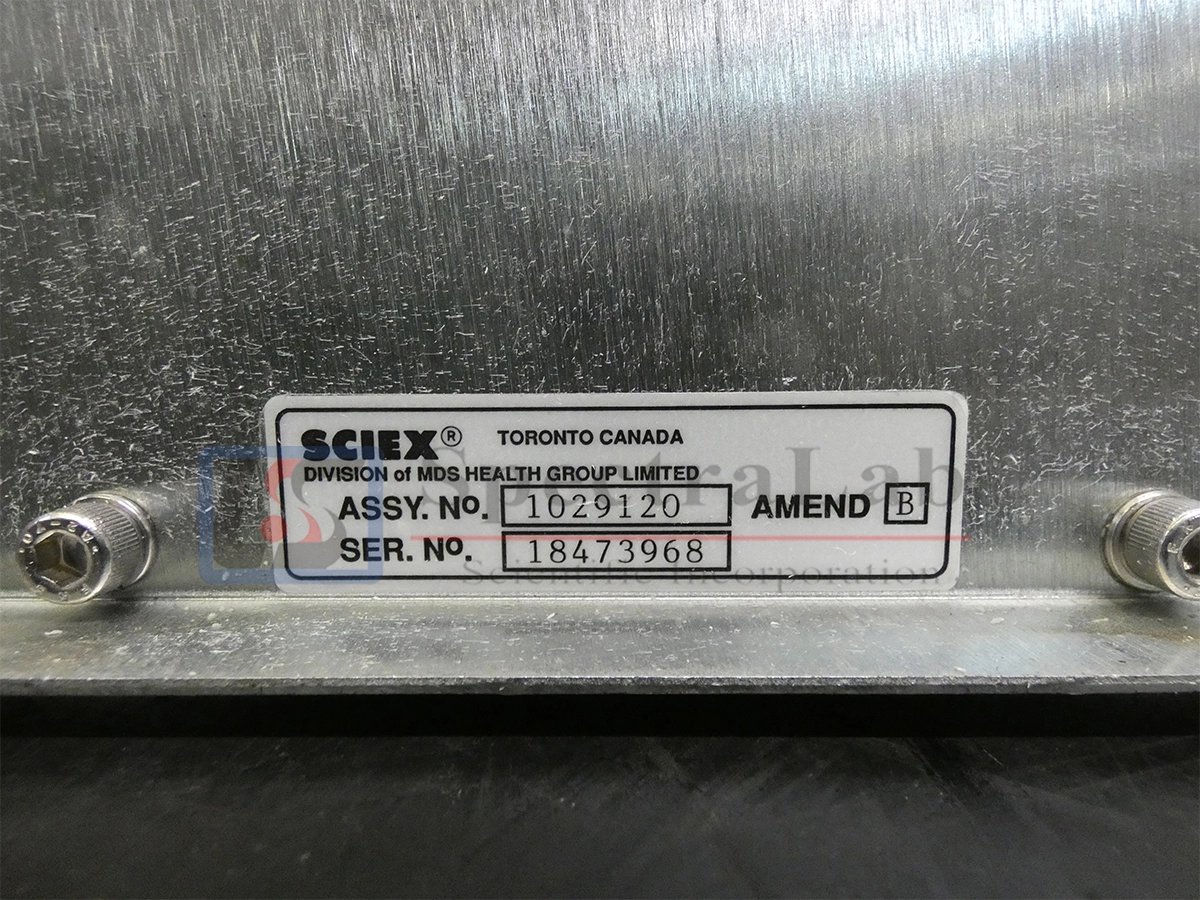 SCIEX® TORONTO CANADA
DIVISION of MDS HEALTH GROUP LIMITED
ASSY. No. 1029120 AMEND B
SER. No. 18473968
SpectraLab
Scientific Incorporation